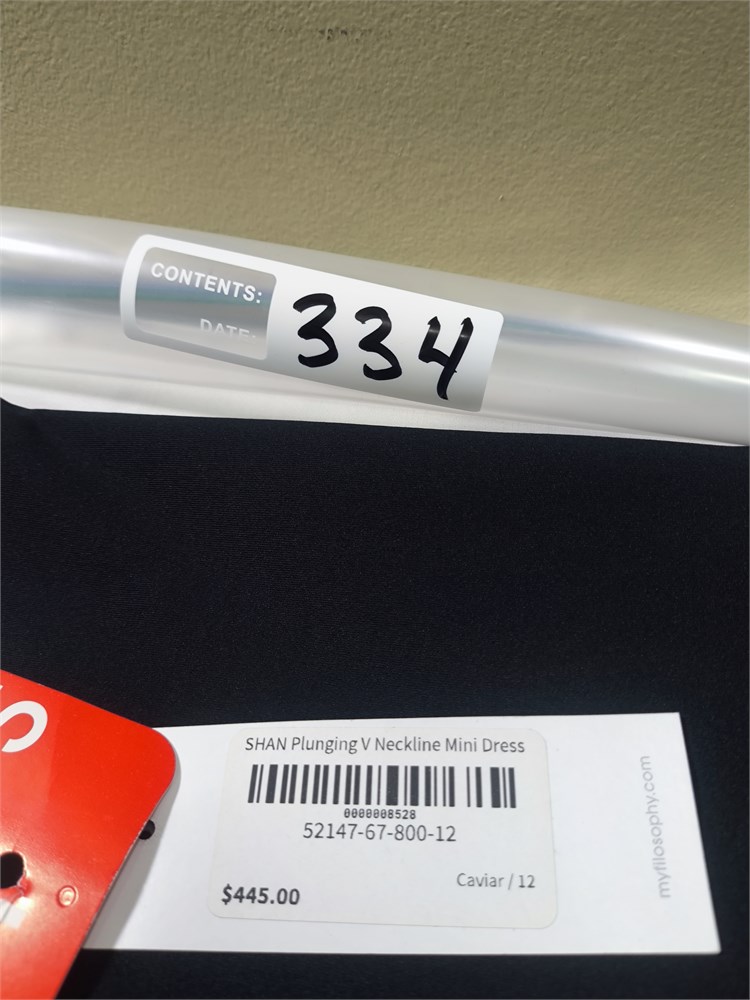 CONTENTS:
DATE:
334
SHAN Plunging V Neckline Mini Dress
0000008528
52147-67-800-12
Caviar / 12
$445.00
myfilosophy.com